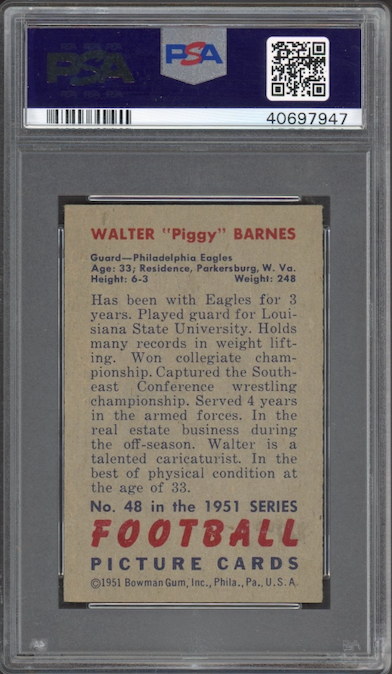 PSA
PSA
40697947
WALTER "Piggy" BARNES
Guard—Philadelphia Eagles
Age: 33; Residence, Parkersburg, W. Va.
Height: 6-3 Weight: 248
Has been with Eagles for 3
years. Played guard for Loui-
siana State University. Holds
many records in weight lift-
ing. Won collegiate cham-
pionship. Captured the South-
east Conference wrestling
championship. Served 4 years
in the armed forces. In the
real estate business during
the off-season. Walter is a
talented caricaturist. In the
best of physical condition at
the age of 33.
No. 48 in the 1951 SERIES
FOOTBALL
PICTURE CARDS
©1951 Bowman Gum, Inc., Phila., Pa., U.S.A.